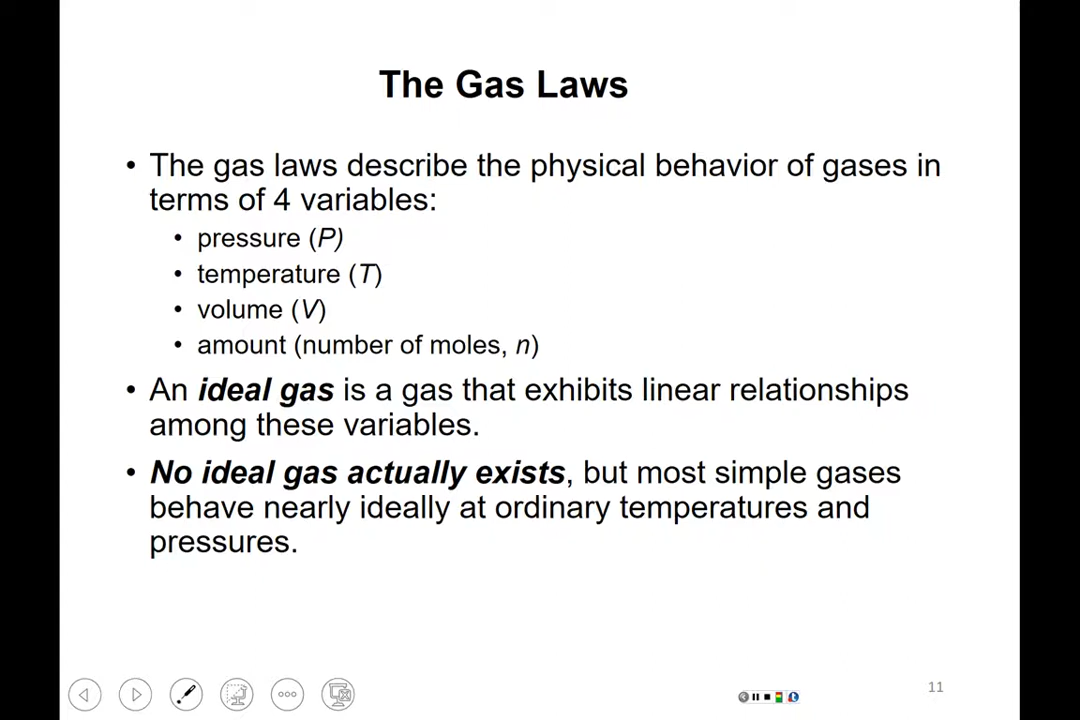 The Gas Laws
• The gas laws describe the physical behavior of gases in
terms of 4 variables:
• pressure (P)
• temperature (T)
• volume (V)
• amount (number of moles, n)
• An ideal gas is a gas that exhibits linear relationships
among these variables.
• No ideal gas actually exists, but most simple gases
behave nearly ideally at ordinary temperatures and
pressures.
11